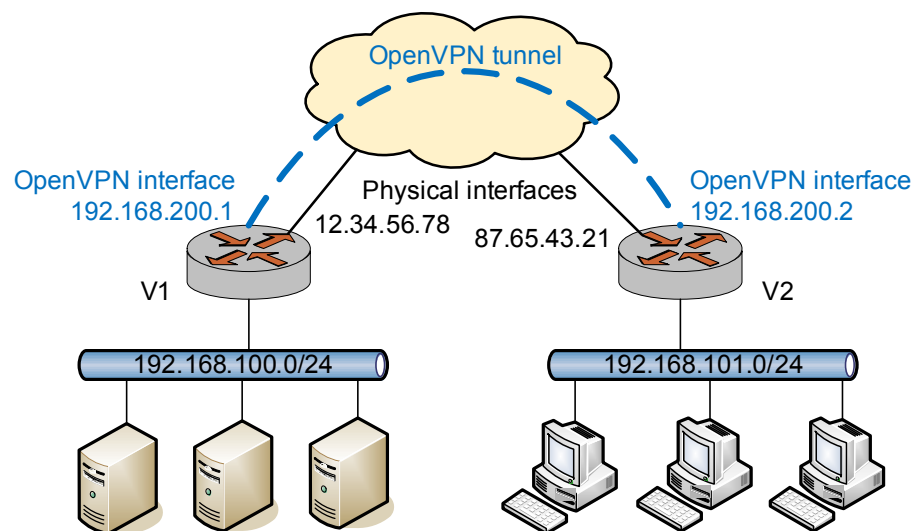 OpenVPN tunnel
OpenVPN interface
192.168.200.1
Physical interfaces
12.34.56.78
87.65.43.21
OpenVPN interface
192.168.200.2
V1
V2
192.168.100.0/24
192.168.101.0/24